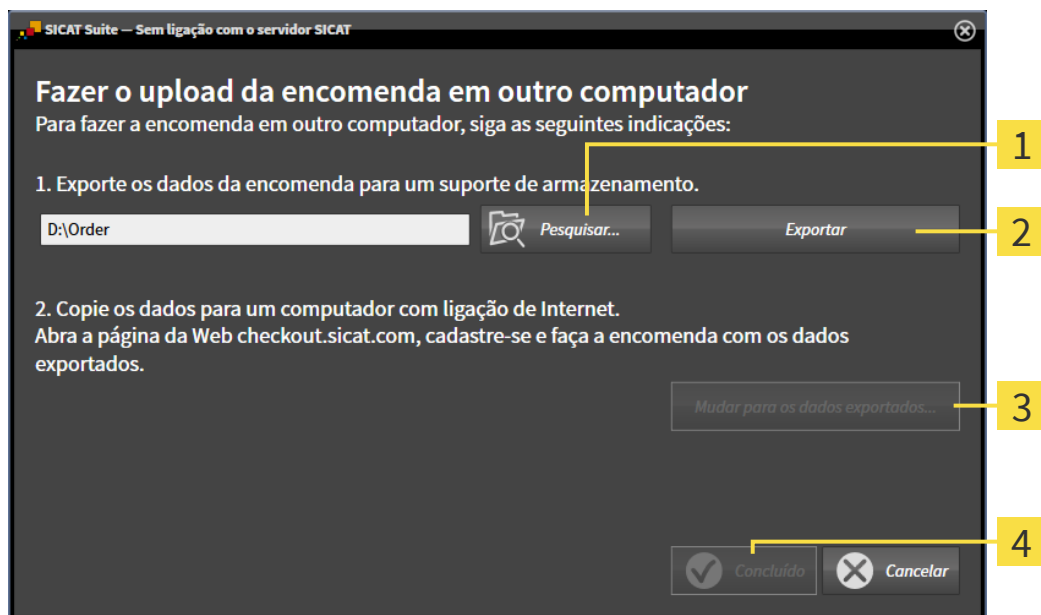 SICAT Suite — Sem ligação com o servidor SICAT
Fazer o upload da encomenda em outro computador
Para fazer a encomenda em outro computador, siga as seguintes indicações:
1
1. Exporte os dados da encomenda para um suporte de armazenamento.
D:\Order
Pesquisar...
Exportar
2
2. Copie os dados para um computador com ligação de Internet.
Abra a página da Web checkout.sicat.com, cadastre-se e faça a encomenda com os dados
exportados.
Mudar para os dados exportados...
3
4
Concluído
Cancelar